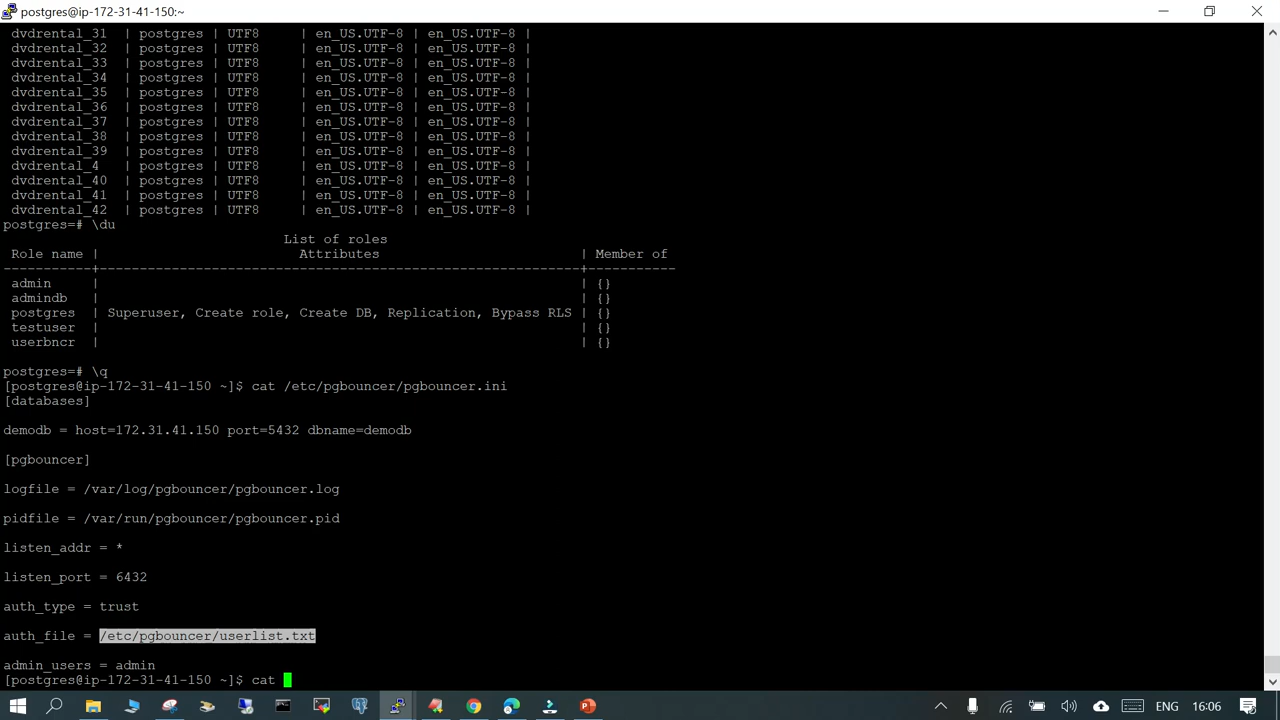 postgres@ip-172-31-41-150:~
dvdrental_31  | postgres | UTF8     | en_US.UTF-8 | en_US.UTF-8 |
dvdrental_32  | postgres | UTF8     | en_US.UTF-8 | en_US.UTF-8 |
dvdrental_33  | postgres | UTF8     | en_US.UTF-8 | en_US.UTF-8 |
dvdrental_34  | postgres | UTF8     | en_US.UTF-8 | en_US.UTF-8 |
dvdrental_35  | postgres | UTF8     | en_US.UTF-8 | en_US.UTF-8 |
dvdrental_36  | postgres | UTF8     | en_US.UTF-8 | en_US.UTF-8 |
dvdrental_37  | postgres | UTF8     | en_US.UTF-8 | en_US.UTF-8 |
dvdrental_38  | postgres | UTF8     | en_US.UTF-8 | en_US.UTF-8 |
dvdrental_39  | postgres | UTF8     | en_US.UTF-8 | en_US.UTF-8 |
dvdrental_4   | postgres | UTF8     | en_US.UTF-8 | en_US.UTF-8 |
dvdrental_40  | postgres | UTF8     | en_US.UTF-8 | en_US.UTF-8 |
dvdrental_41  | postgres | UTF8     | en_US.UTF-8 | en_US.UTF-8 |
dvdrental_42  | postgres | UTF8     | en_US.UTF-8 | en_US.UTF-8 |
postgres=# \du
List of roles
Role name |                         Attributes                         | Member of
-----------+------------------------------------------------------------+-----------
admin     |                                                            | {}
admindb   |                                                            | {}
postgres  | Superuser, Create role, Create DB, Replication, Bypass RLS | {}
testuser  |                                                            | {}
userbncr  |                                                            | {}
postgres=# \q
[postgres@ip-172-31-41-150 ~]$ cat /etc/pgbouncer/pgbouncer.ini
[databases]
demodb = host=172.31.41.150 port=5432 dbname=demodb
[pgbouncer]
logfile = /var/log/pgbouncer/pgbouncer.log
pidfile = /var/run/pgbouncer/pgbouncer.pid
listen_addr = *
listen_port = 6432
auth_type = trust
auth_file = /etc/pgbouncer/userlist.txt
admin_users = admin
[postgres@ip-172-31-41-150 ~]$ cat
ENG 16:06